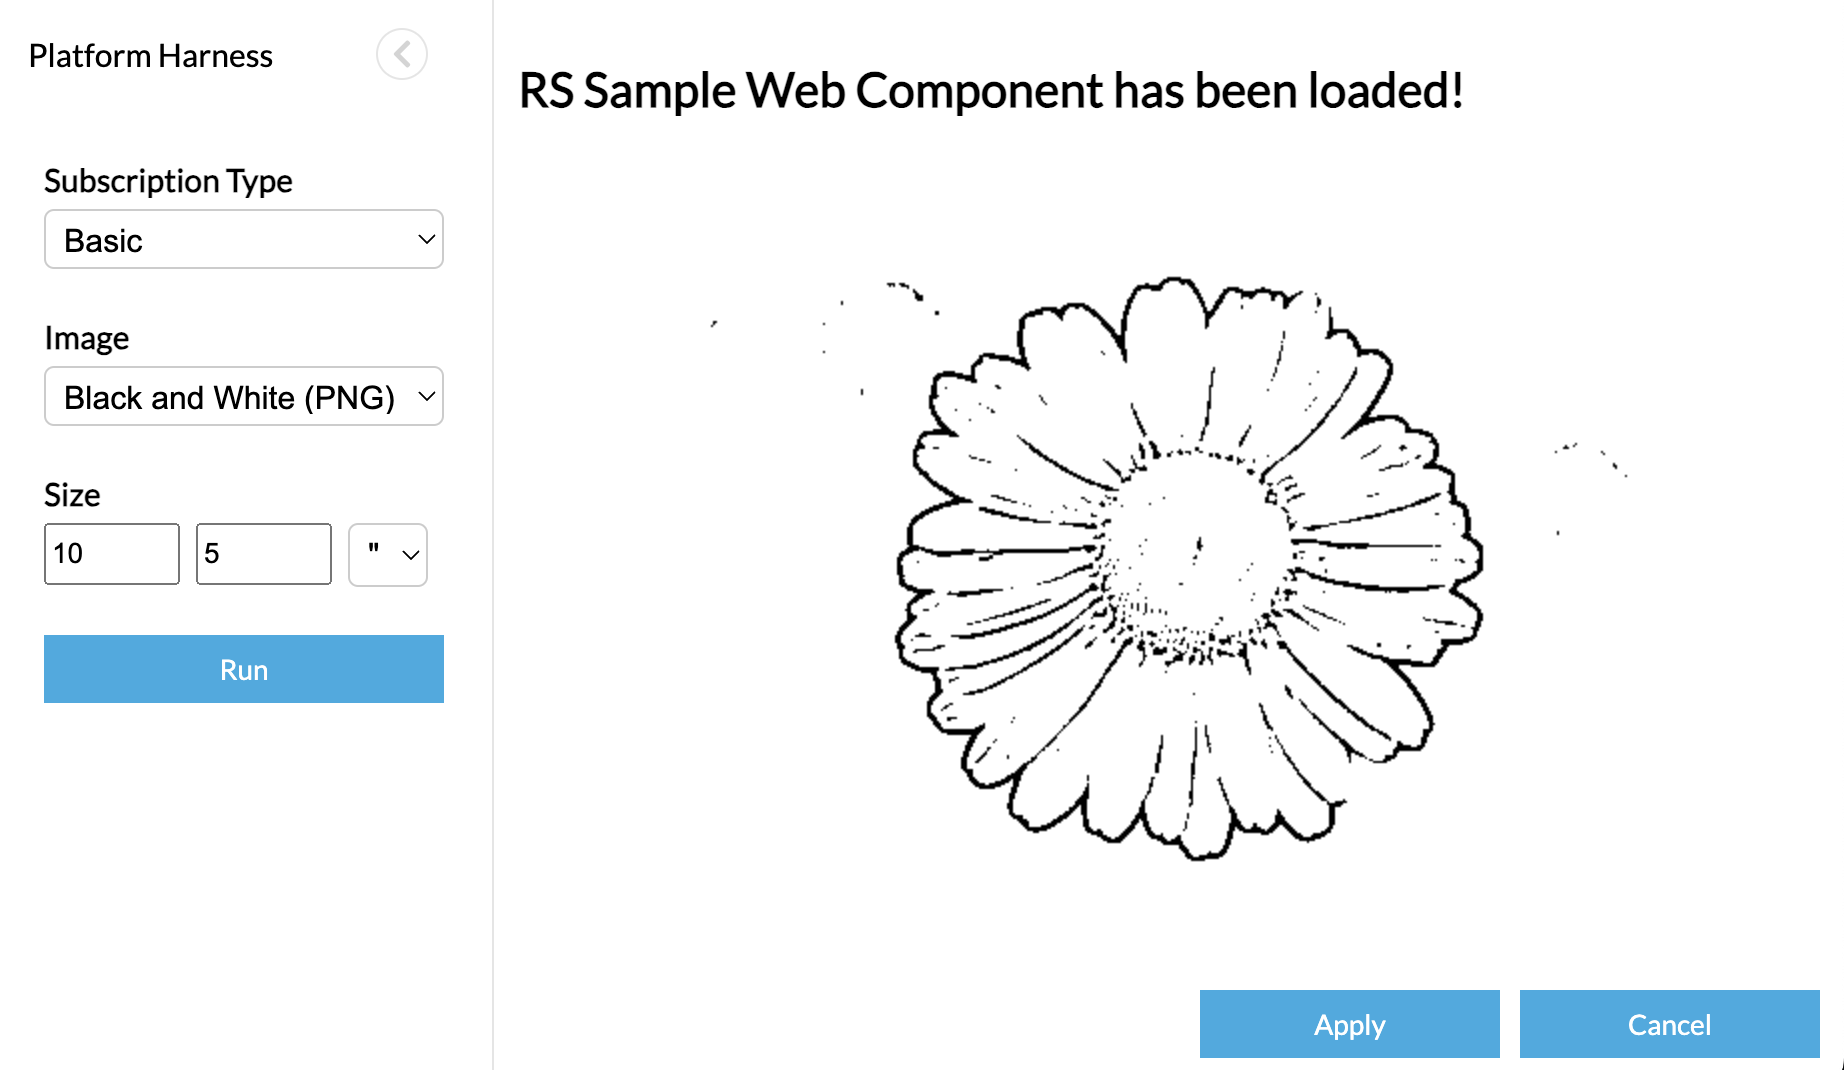 Platform Harness
RS Sample Web Component has been loaded!
Subscription Type
Basic
Image
Black and White (PNG)
Size
10 5 "
Run
Apply Cancel